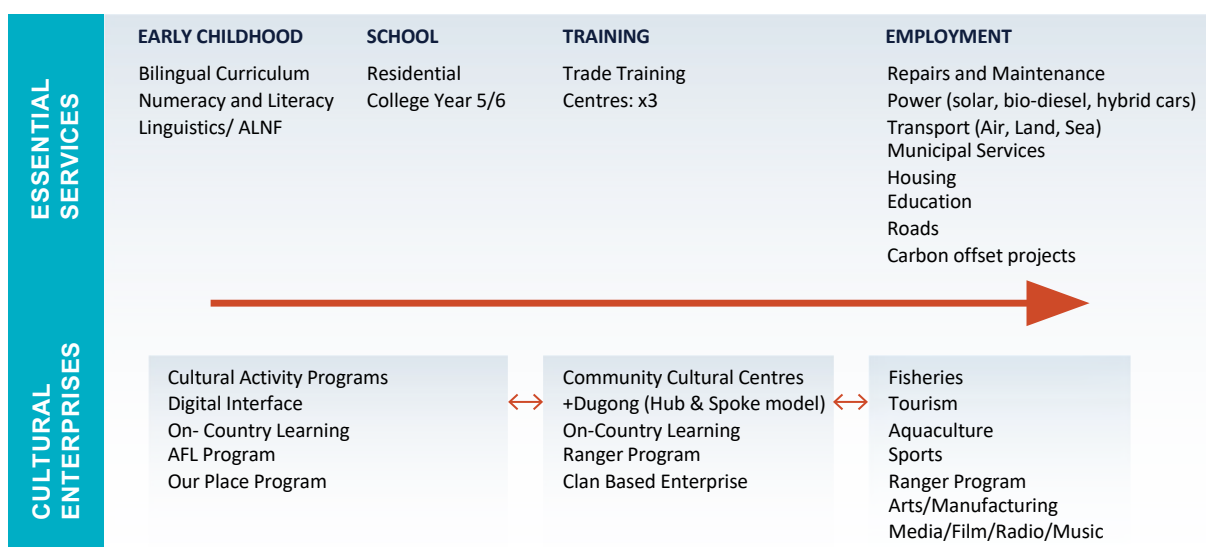 ESSENTIAL
SERVICES
EARLY CHILDHOOD
Bilingual Curriculum
Numeracy and Literacy
Linguistics/ ALNF
SCHOOL
Residential
College Year 5/6
TRAINING
Trade Training
Centres: x3
EMPLOYMENT
Repairs and Maintenance
Power (solar, bio-diesel, hybrid cars)
Transport (Air, Land, Sea)
Municipal Services
Housing
Education
Roads
Carbon offset projects
CULTURAL
ENTERPRISES
Cultural Activity Programs
Digital Interface
On- Country Learning
AFL Program
Our Place Program
Community Cultural Centres
+Dugong (Hub & Spoke model)
On-Country Learning
Ranger Program
Clan Based Enterprise
Fisheries
Tourism
Aquaculture
Sports
Ranger Program
Arts/Manufacturing
Media/Film/Radio/Music